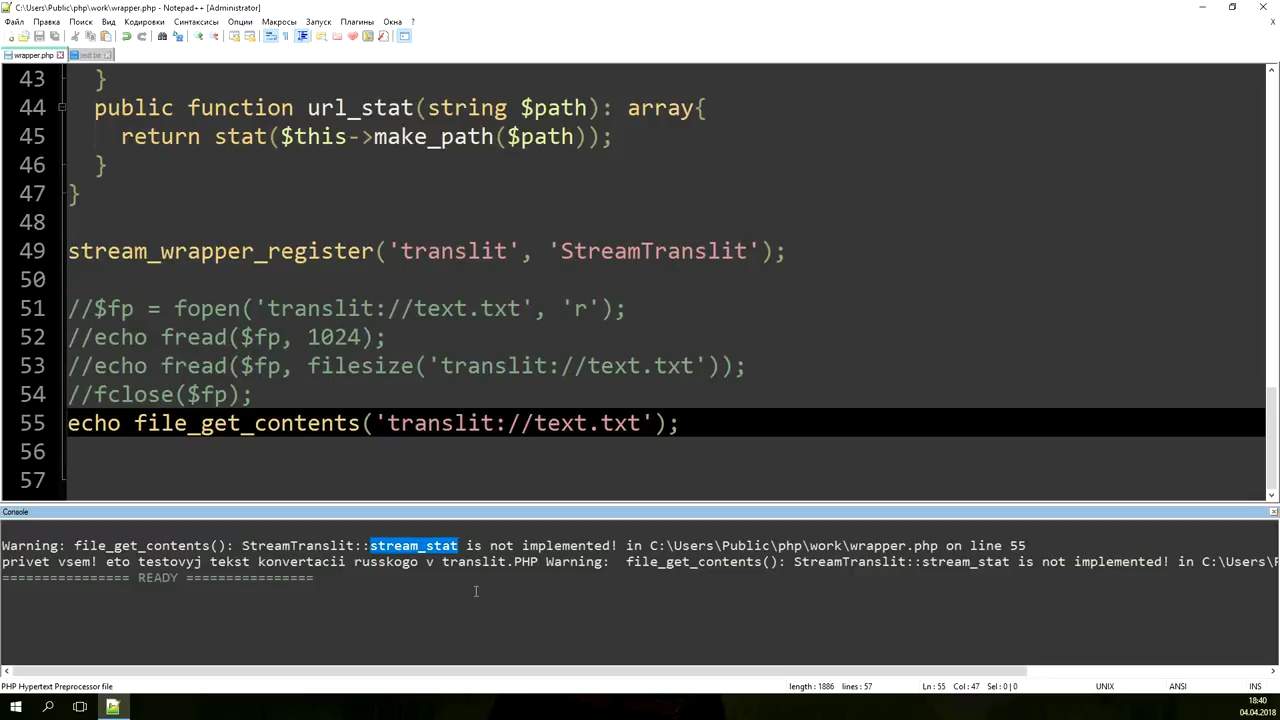 C:\Users\Public\php\work\wrapper.php - Notepad++ [Administrator]
Файл Правка Поиск Вид Кодировки Синтаксисы Опции Макросы Запуск Плагины Окна ? X
wrapper.php text.txt
43 }
44 public function url_stat(string $path): array{
45 return stat($this->make_path($path));
46 }
47 }
48
49 stream_wrapper_register('translit', 'StreamTranslit');
50
51 //$fp = fopen('translit://text.txt', 'r');
52 //echo fread($fp, 1024);
53 //echo fread($fp, filesize('translit://text.txt'));
54 //fclose($fp);
55 echo file_get_contents('translit://text.txt');
56
57
Console
Warning: file_get_contents(): StreamTranslit::stream_stat is not implemented! in C:\Users\Public\php\work\wrapper.php on line 55
privet vsem! eto testovyj tekst konvertacii russkogo v translit.PHP Warning:  file_get_contents(): StreamTranslit::stream_stat is not implemented! in C:\Users\P
================ READY ================
PHP Hypertext Preprocessor file length : 1886 lines : 57 Ln : 55 Col : 47 Sel : 0 | 0 UNIX ANSI INS
18:40
04.04.2018